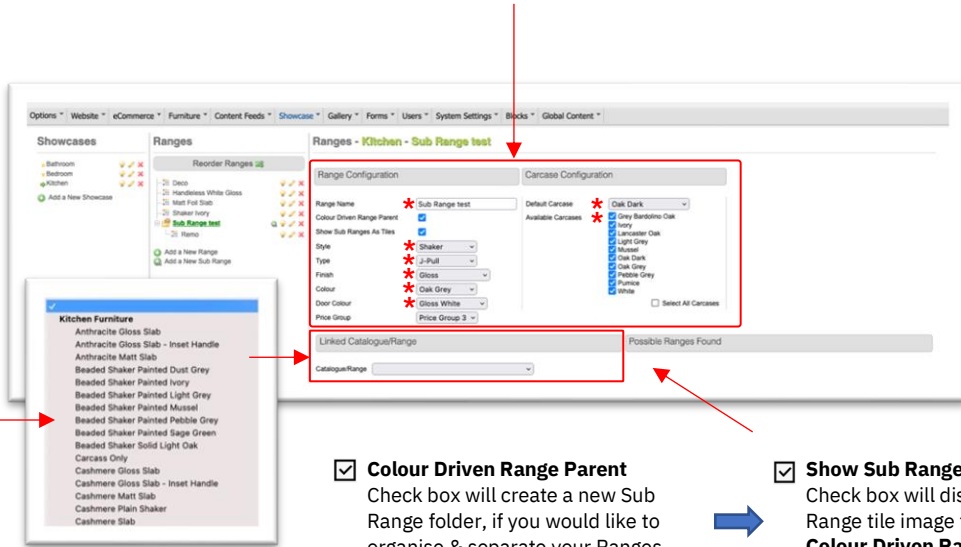 Options Website eCommerce Furniture Content Feeds Showcase Gallery Forms Users System Settings Blocks Global Content
Showcases
Bathroom
Bedroom
Kitchen
Add a New Showcase
Ranges
Reorder Ranges
Deco
Handleless White Gloss
Matt Foil Slab
Shaker Ivory
Sub Range test
Remo
Add a New Range
Add a New Sub Range
Ranges - Kitchen - Sub Range test
Range Configuration
Range Name * Sub Range test
Colour Driven Range Parent
Show Sub Ranges As Tiles
Style * Shaker
Type * J-Pull
Finish * Gloss
Colour * Oak Grey
Door Colour * Gloss White
Price Group Price Group 3
Carcase Configuration
Default Carcase * Oak Dark
Available Carcases * Grey Bardolino Oak
Ivory
Lancaster Oak
Light Grey
Mussel
Oak Dark
Oak Grey
Pebble Grey
Pumice
White
Select All Carcases
Linked Catalogue/Range
Catalogue/Range
Possible Ranges Found
Kitchen Furniture
Anthracite Gloss Slab
Anthracite Gloss Slab - Inset Handle
Anthracite Matt Slab
Beaded Shaker Painted Dust Grey
Beaded Shaker Painted Ivory
Beaded Shaker Painted Light Grey
Beaded Shaker Painted Mussel
Beaded Shaker Painted Pebble Grey
Beaded Shaker Painted Sage Green
Beaded Shaker Solid Light Oak
Carcass Only
Cashmere Gloss Slab
Cashmere Gloss Slab - Inset Handle
Cashmere Matt Slab
Cashmere Plain Shaker
Cashmere Slab
Colour Driven Range Parent
Check box will create a new Sub
Range folder, if you would like to
organise & separate your Ranges
Show Sub Range
Check box will dis
Range tile image
Colour Driven Ra